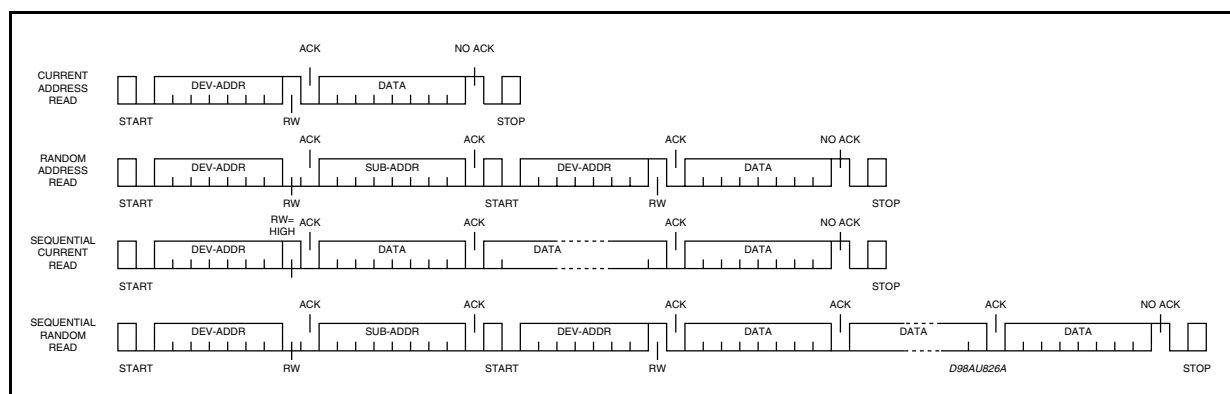 ACK NO ACK
CURRENT
ADDRESS
READ
DEV-ADDR DATA
START RW STOP
ACK ACK ACK NO ACK
RANDOM
ADDRESS
READ
DEV-ADDR SUB-ADDR DEV-ADDR DATA
START RW START RW STOP
RW=
HIGH
ACK ACK ACK NO ACK
SEQUENTIAL
CURRENT
READ
DEV-ADDR DATA DATA DATA
START STOP
ACK ACK ACK ACK ACK NO ACK
SEQUENTIAL
RANDOM
READ
DEV-ADDR SUB-ADDR DEV-ADDR DATA DATA DATA
START RW START RW D98AU826A STOP